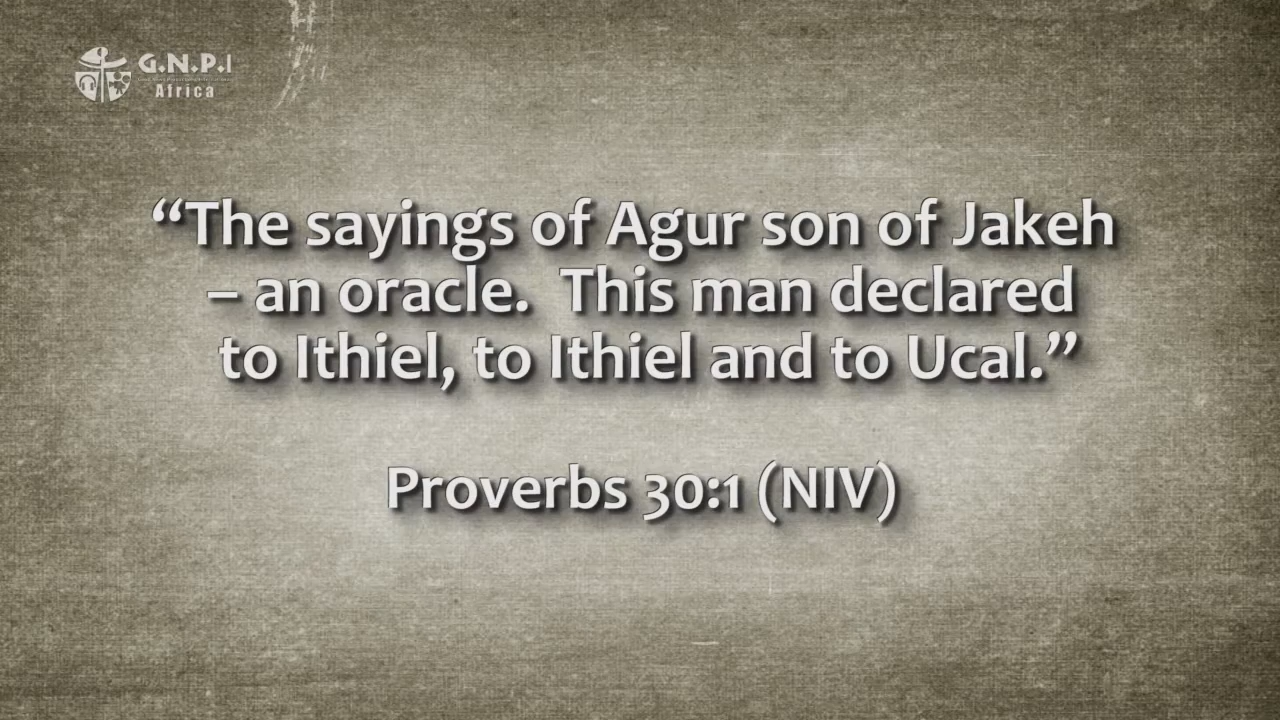 G.N.P.I
Africa
“The sayings of Agur son of Jakeh
– an oracle.  This man declared
to Ithiel, to Ithiel and to Ucal.”
Proverbs 30:1 (NIV)